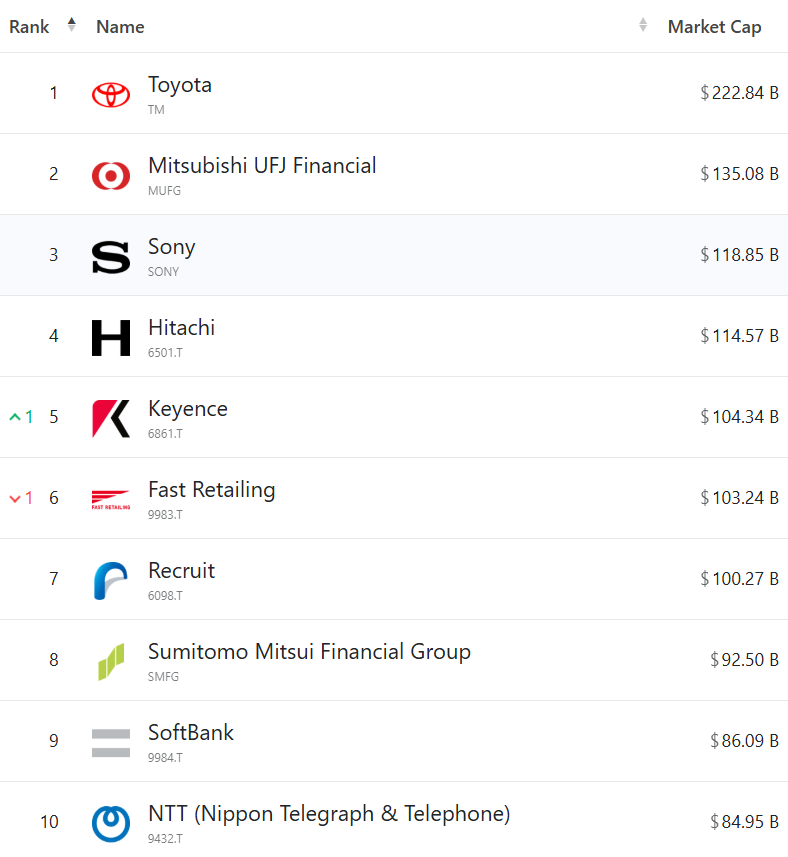 Rank Name Market Cap
1 Toyota $222.84 B
TM
2 Mitsubishi UFJ Financial $135.08 B
MUFG
3 Sony $118.85 B
SONY
4 Hitachi $114.57 B
6501.T
1 5 Keyence $104.34 B
6861.T
1 6 Fast Retailing $103.24 B
FAST RETAILING
9983.T
7 Recruit $100.27 B
6098.T
8 Sumitomo Mitsui Financial Group $92.50 B
SMFG
9 SoftBank $86.09 B
9984.T
10 NTT (Nippon Telegraph & Telephone) $84.95 B
9432.T